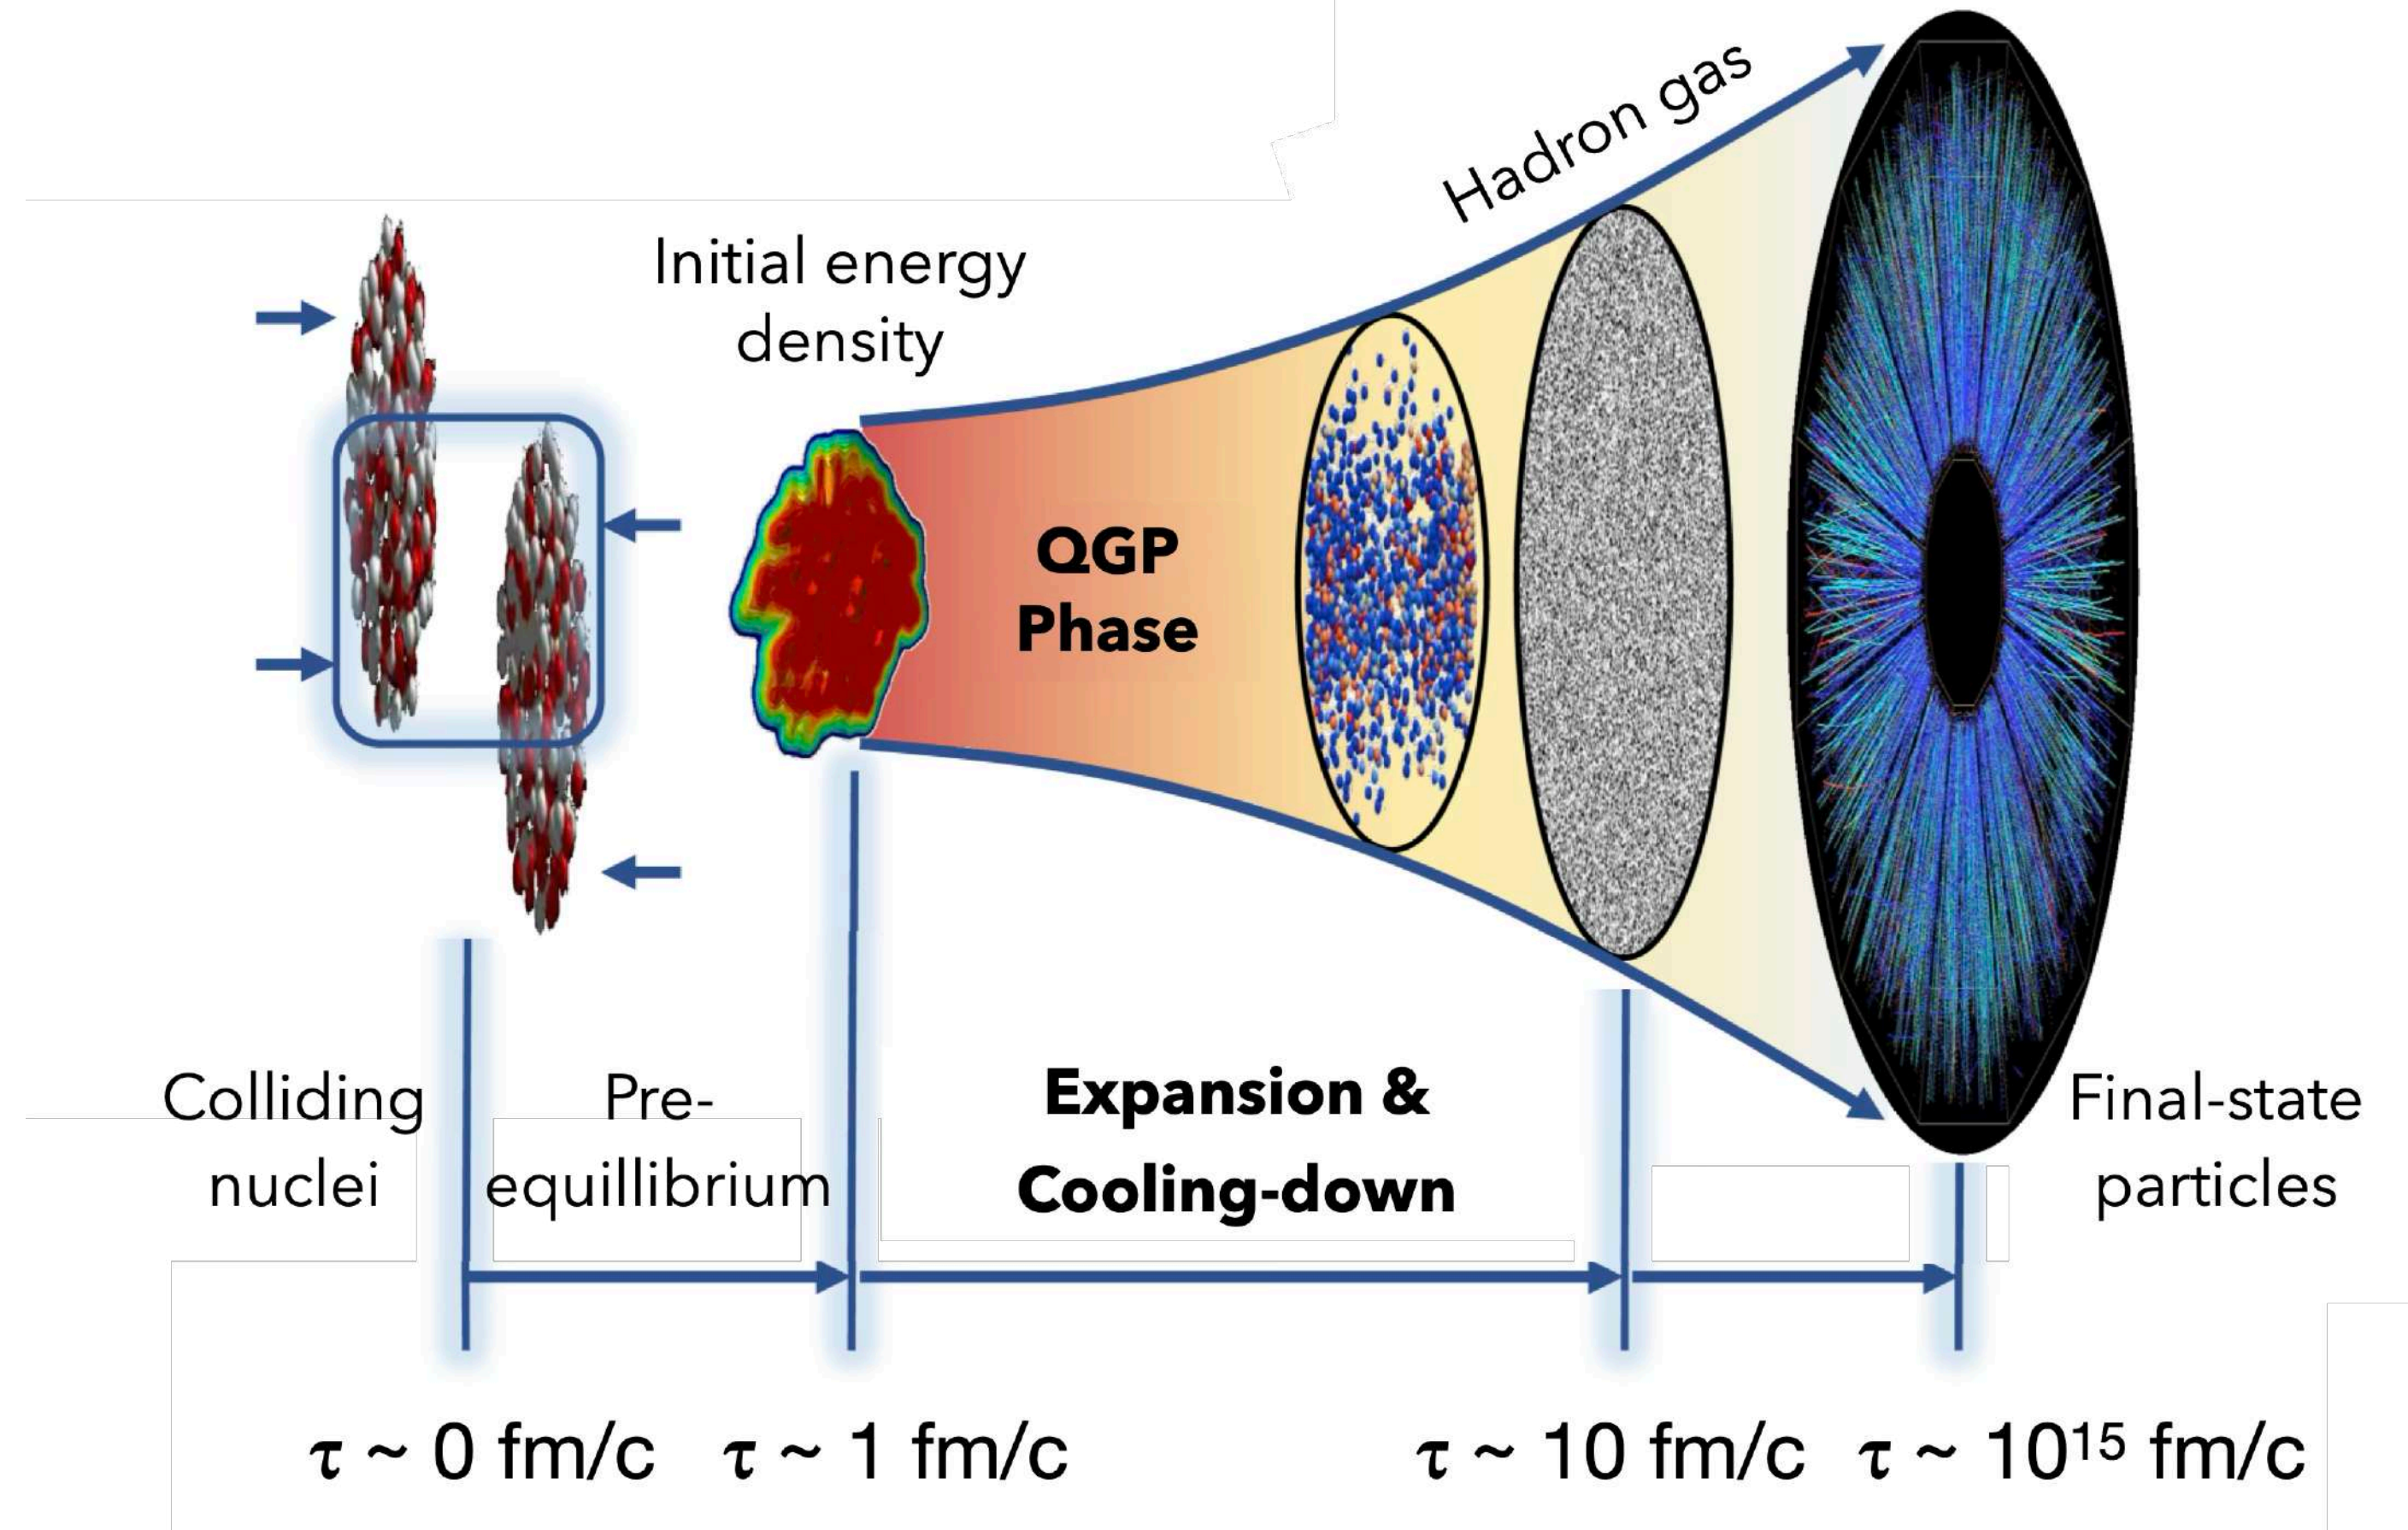 Hadron gas
Initial energy
density
QGP
Phase
Colliding
nuclei
Pre-
equillibrium
Expansion &
Cooling-down
Final-state
particles
τ ~ 0 fm/c
τ ~ 1 fm/c
τ ~ 10 fm/c
τ ~ 10¹⁵ fm/c